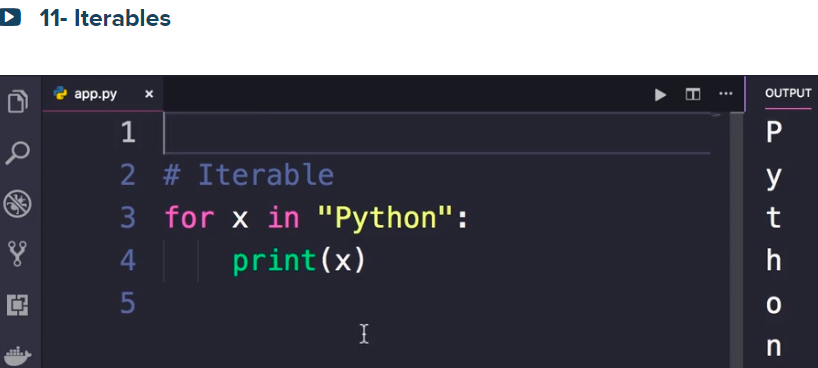 11- Iterables
app.py
OUTPUT
1
2 # Iterable
3 for x in "Python":
4 print(x)
5
P
y
t
h
o
n